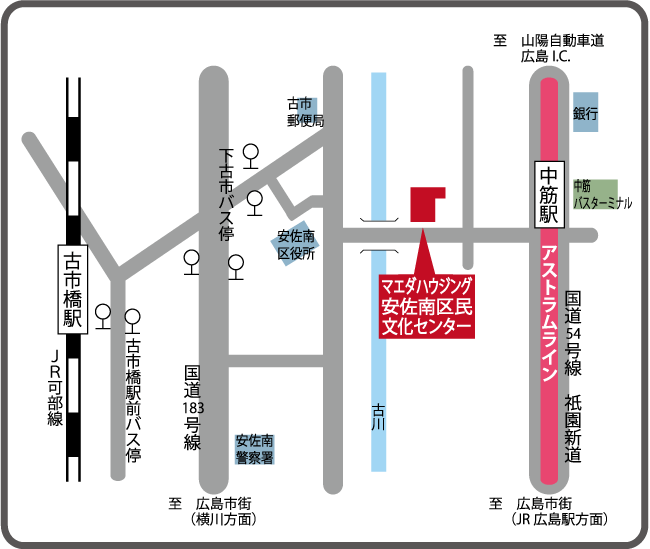 至　山陽自動車道
広島 I.C.
古市
郵便局
銀行
下古市バス停
中筋駅
中筋
バスターミナル
安佐南
区役所
古市橋駅
マエダハウジング
安佐南区民
文化センター
アストラムライン
国道54号線　祇園新道
JR可部線
古市橋駅前バス停
国道183号線
古川
安佐南
警察署
至　広島市街
（横川方面）
至　広島市街
（JR 広島駅方面）